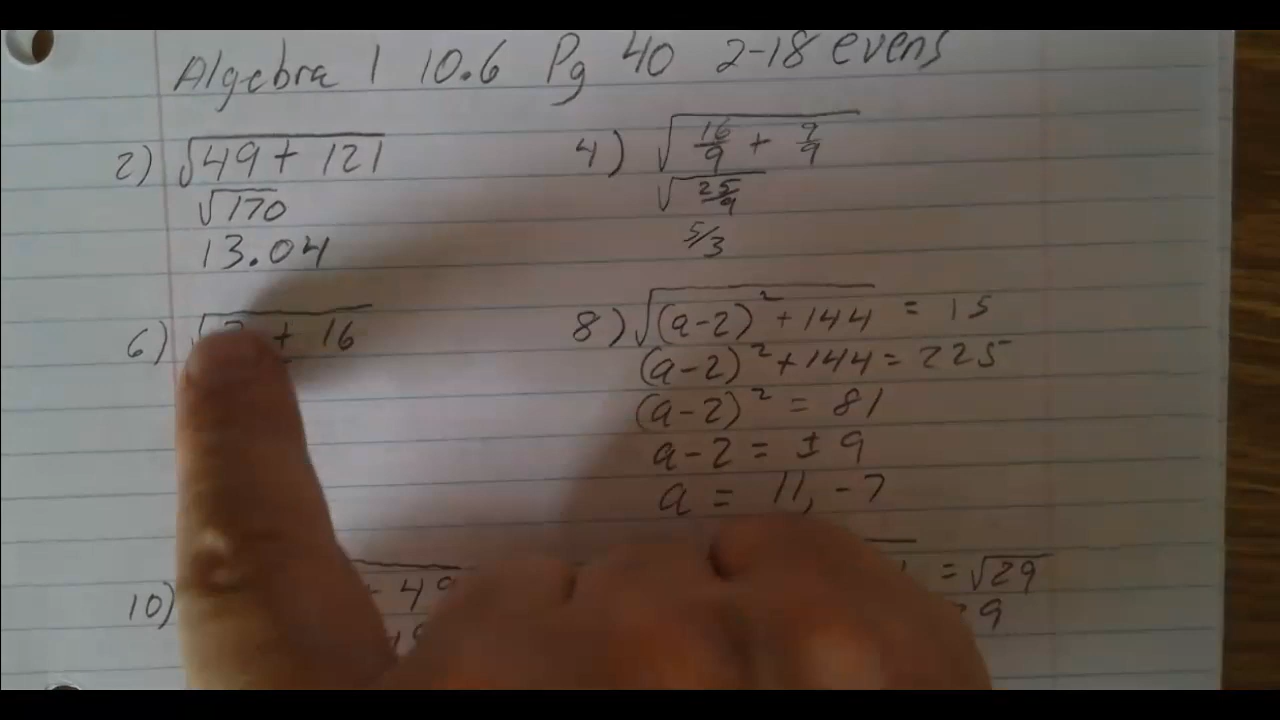 Algebra 1 10.6 Pg 40 2-18 evens
2) √49 + 121
√170
13.04
4) √16/9 + 9/9
√25/9
5/3
6) √ + 16
8) √(a-2)² + 144 = 15
(a-2)² + 144 = 225
(a-2)² = 81
a-2 = ± 9
a = 11, -7
10) 49
= √29
9